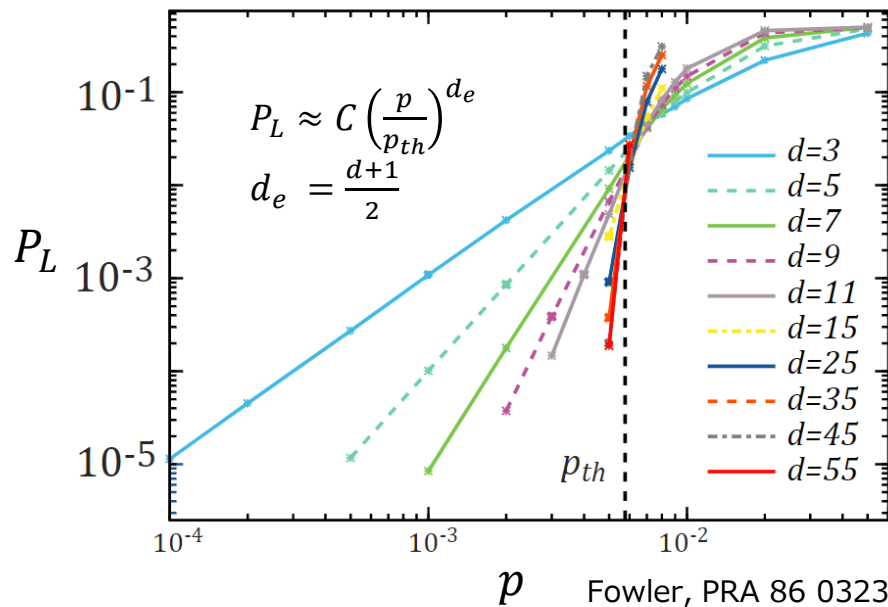 P_L ≈ C (p/p_th)^{d_e}
d_e = (d+1)/2
P_L
10^-1
10^-3
10^-5
p_th
d=3
d=5
d=7
d=9
d=11
d=15
d=25
d=35
d=45
d=55
10^-4
10^-3
10^-2
p
Fowler, PRA 86 0323